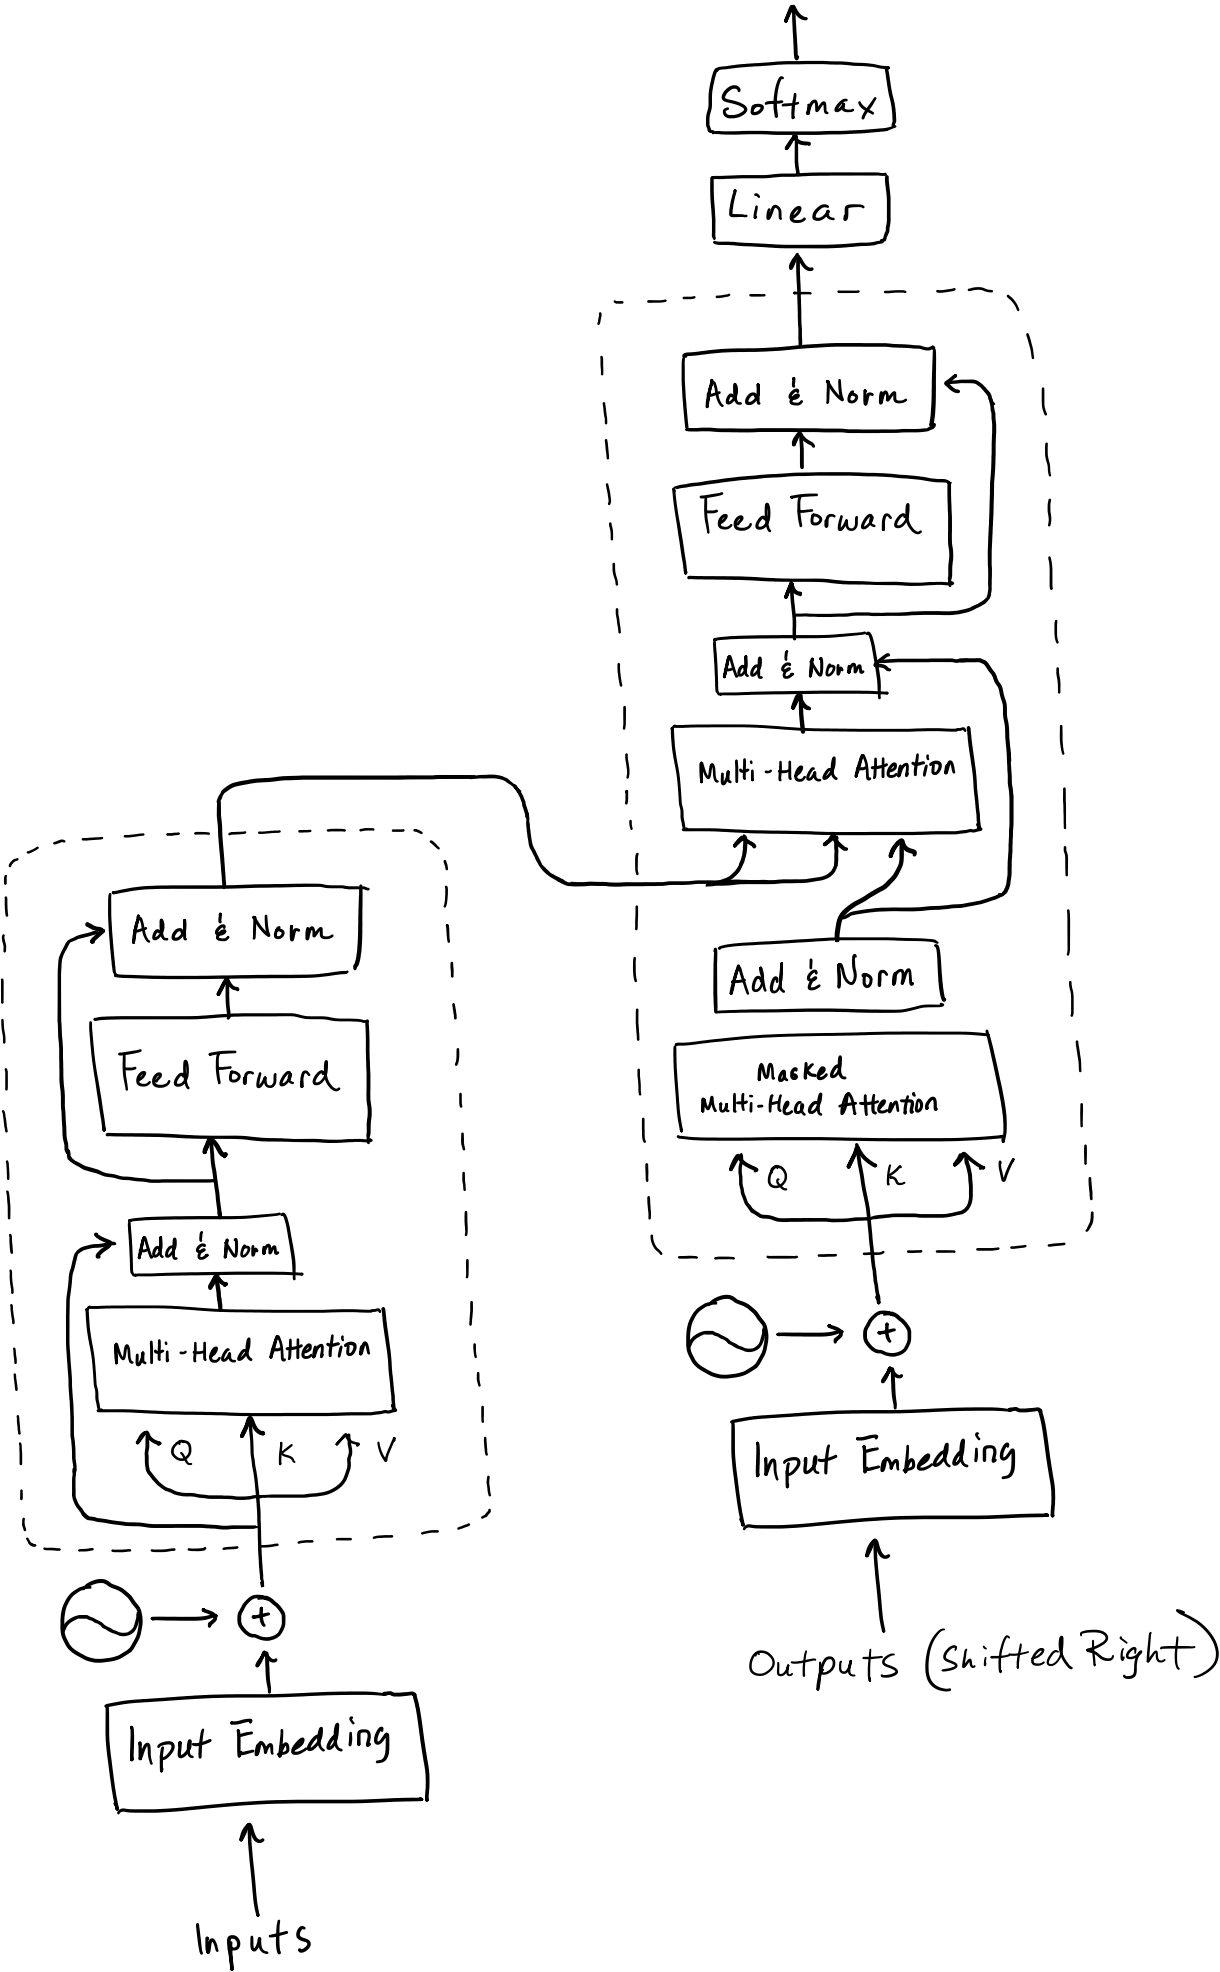 Softmax
Linear
Add & Norm
Feed Forward
Add & Norm
Multi-Head Attention
Add & Norm
Masked
Multi-Head Attention
Q K V
+
Input Embedding
Outputs (Shifted Right)
Add & Norm
Feed Forward
Add & Norm
Multi-Head Attention
Q K V
+
Input Embedding
Inputs